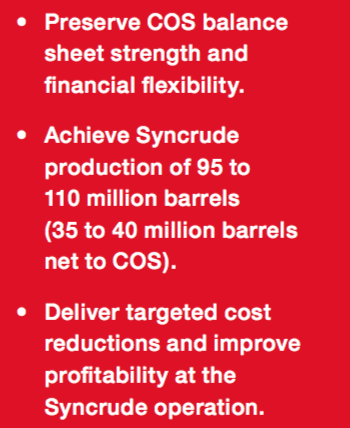 • Preserve COS balance
sheet strength and
financial flexibility.
• Achieve Syncrude
production of 95 to
110 million barrels
(35 to 40 million barrels
net to COS).
• Deliver targeted cost
reductions and improve
profitability at the
Syncrude operation.